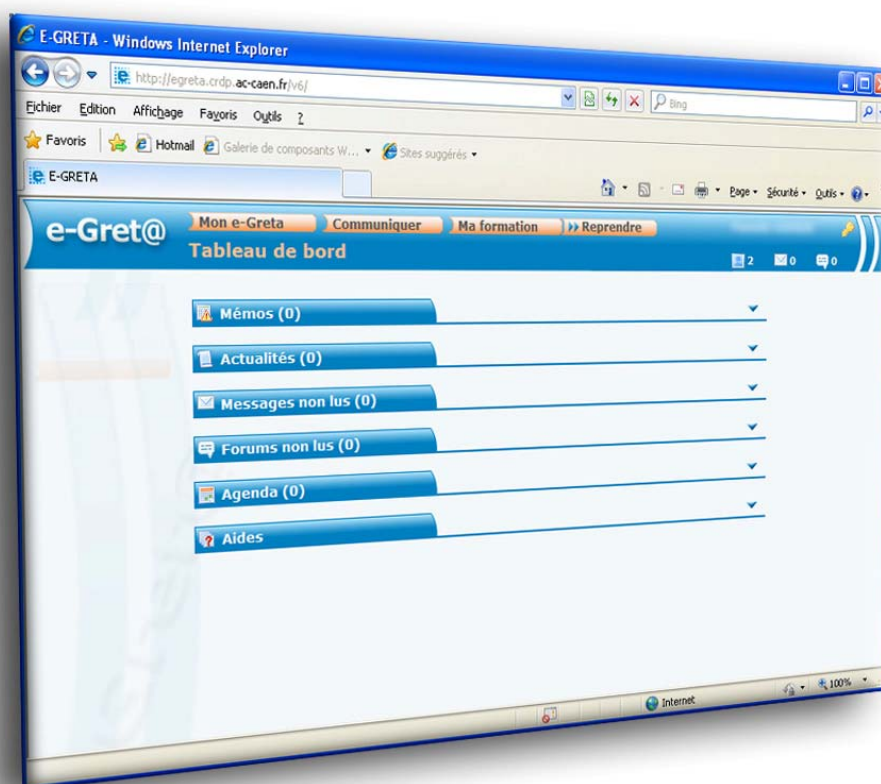 E-GRETA - Windows Internet Explorer
http://egreta.crdp.ac-caen.fr/v6/
Bing
Fichier Edition Affichage Favoris Outils ?
Favoris Hotmail Galerie de composants W... Sites suggérés
E-GRETA
Page Sécurité Outils
e-Gret@
Mon e-Greta Communiquer Ma formation Reprendre
Tableau de bord
2 0 0
Mémos (0)
Actualités (0)
Messages non lus (0)
Forums non lus (0)
Agenda (0)
Aides
Internet 100%